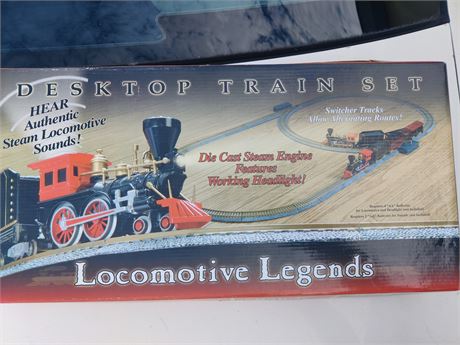 DESKTOP TRAIN SET
HEAR
Authentic
Steam Locomotive
Sounds!
Switcher Tracks
Allow Alternating Routes!
Die Cast Steam Engine
Features
Working Headlight!
Locomotive Legends